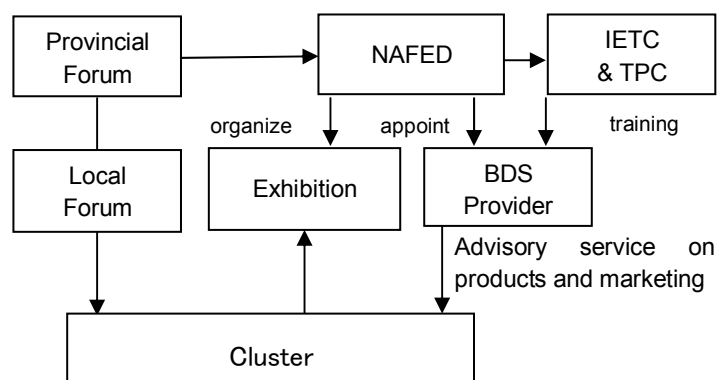 Provincial
Forum
NAFED
IETC
& TPC
organize
appoint
training
Local
Forum
Exhibition
BDS
Provider
Advisory service on
products and marketing
Cluster